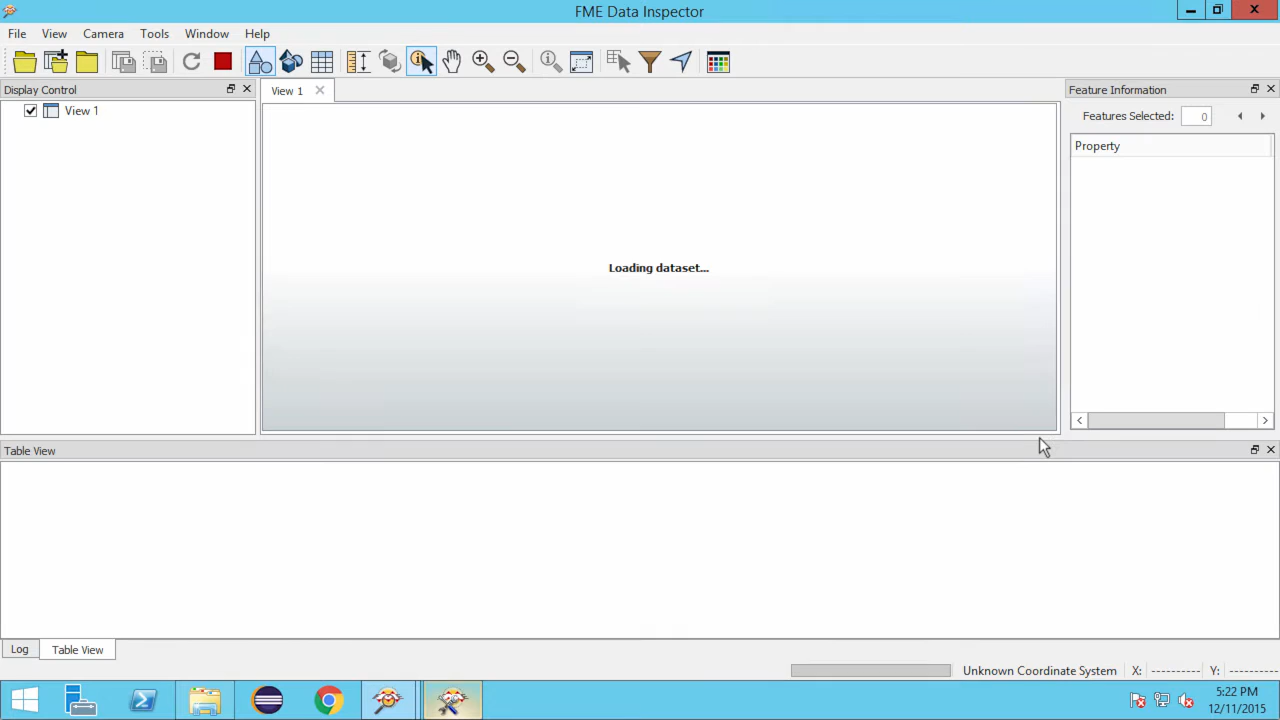 FME Data Inspector
File View Camera Tools Window Help
Display Control
View 1
Feature Information
View 1
Features Selected: 0
Property
Loading dataset...
Table View
Log Table View
Unknown Coordinate System X: ---------- Y: ----------
5:22 PM
12/11/2015